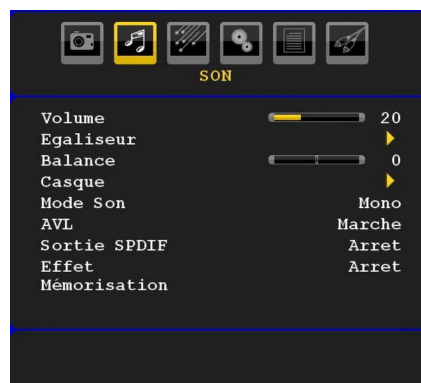 SON
Volume 20
Egaliseur
Balance 0
Casque
Mode Son Mono
AVL Marche
Sortie SPDIF Arret
Effet Arret
Mémorisation